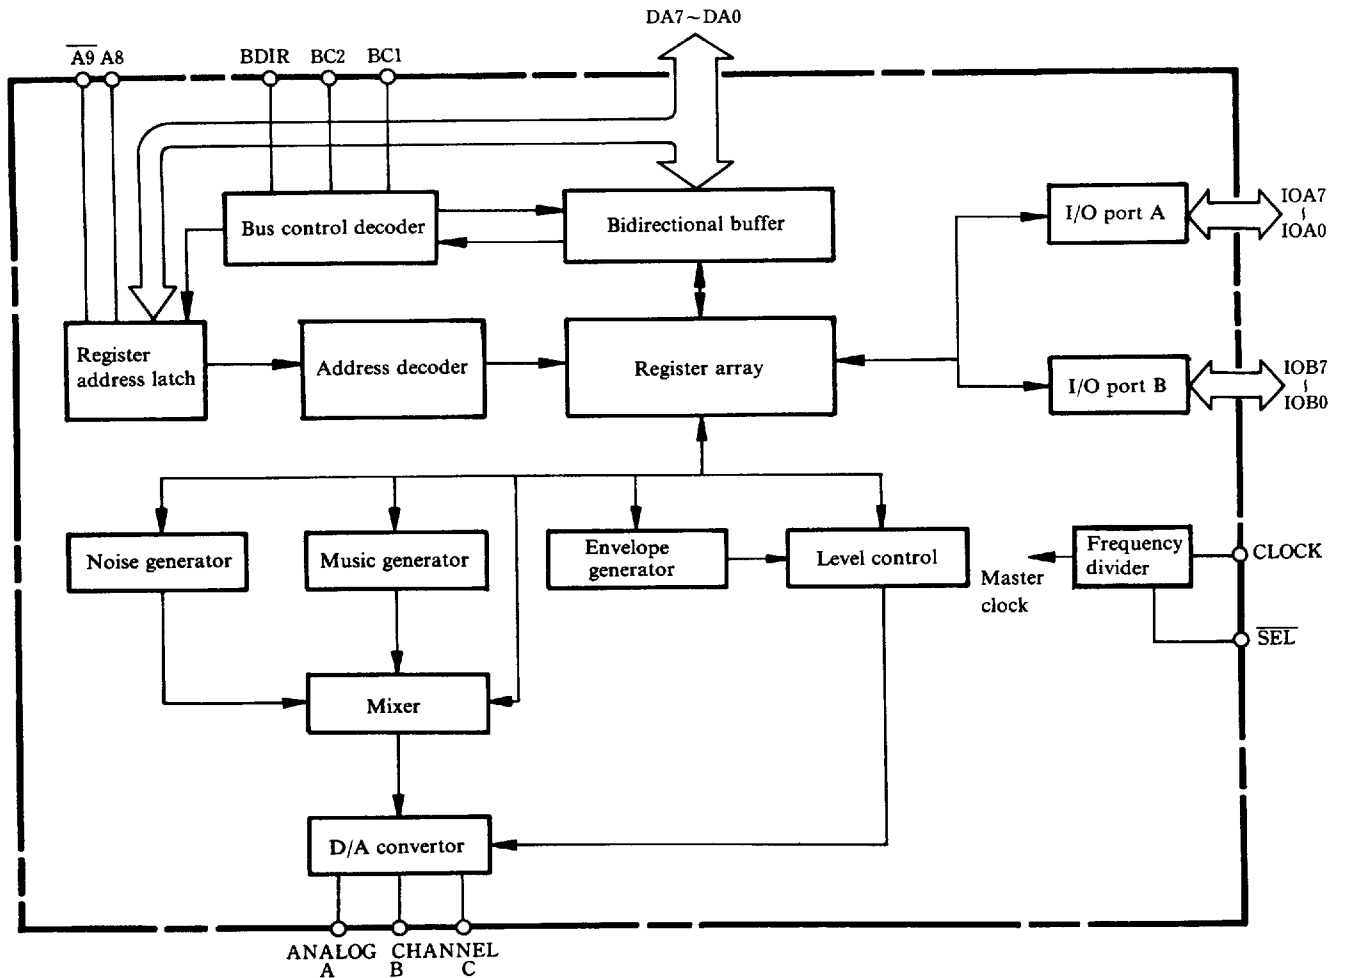 DA7~DA0
A9 A8
BDIR
BC2
BC1
Bus control decoder
Bidirectional buffer
I/O port A
IOA7
~
IOA0
Register
address latch
Address decoder
Register array
I/O port B
IOB7
~
IOB0
Noise generator
Music generator
Envelope
generator
Level control
Master
clock
Frequency
divider
CLOCK
SEL
Mixer
D/A convertor
ANALOG CHANNEL
A B C